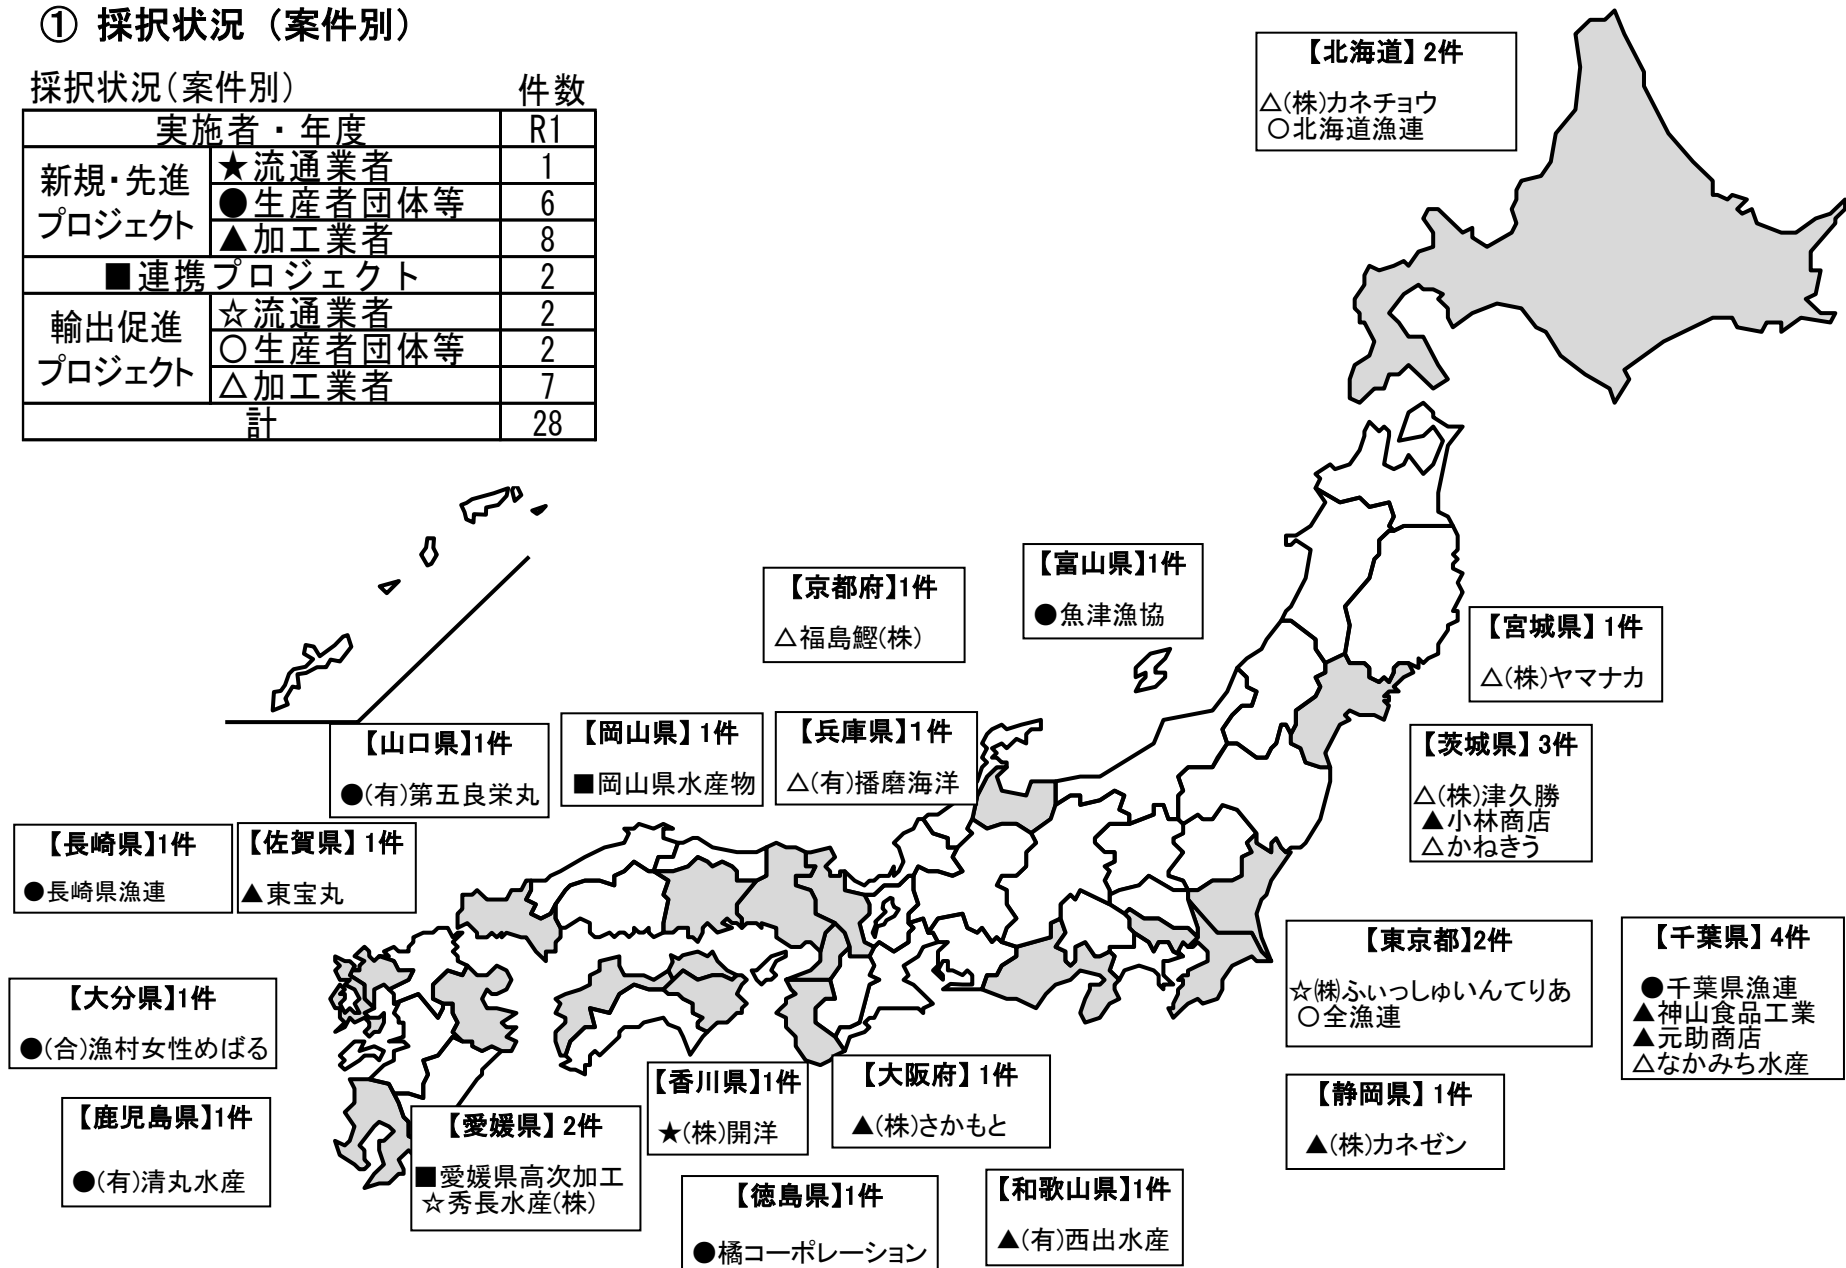 ① 採択状況（案件別）
採択状況（案件別） 件数
実施者・年度 R1
新規・先進プロジェクト ★流通業者 1
●生産者団体等 6
▲加工業者 8
■連携プロジェクト 2
輸出促進プロジェクト ☆流通業者 2
○生産者団体等 2
△加工業者 7
計 28
【北海道】2件
△(株)カネチョウ
○北海道漁連
【京都府】1件
△福島鰹(株)
【富山県】1件
●魚津漁協
【宮城県】1件
△(株)ヤマナカ
【山口県】1件
●(有)第五良栄丸
【岡山県】1件
■岡山県水産物
【兵庫県】1件
△(有)播磨海洋
【茨城県】3件
△(株)津久勝
▲小林商店
△かねきう
【長崎県】1件
●長崎県漁連
【佐賀県】1件
▲東宝丸
【東京都】2件
☆㈱ふぃっしゅいんてりあ
○全漁連
【千葉県】4件
●千葉県漁連
▲神山食品工業
▲元助商店
△なかみち水産
【大分県】1件
●(合)漁村女性めばる
【鹿児島県】1件
●(有)清丸水産
【愛媛県】2件
■愛媛県高次加工
☆秀長水産(株)
【香川県】1件
★(株)開洋
【大阪府】1件
▲(株)さかもと
【静岡県】1件
▲(株)カネゼン
【徳島県】1件
●橘コーポレーション
【和歌山県】1件
▲(有)西出水産